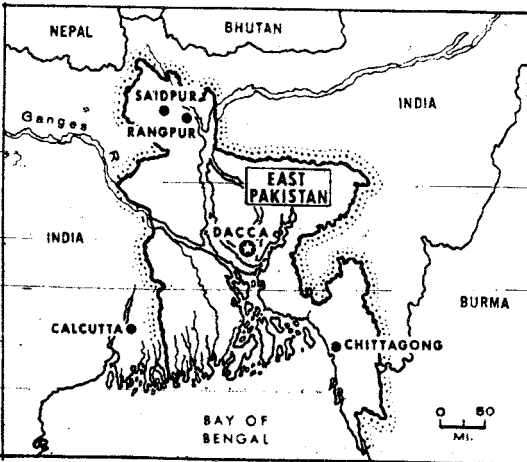 NEPAL
BHUTAN
SAIDPUR
INDIA
Ganges
R.
RANGPUR
EAST
PAKISTAN
DACCA
INDIA
BURMA
CALCUTTA
CHITTAGONG
BAY OF
BENGAL
0 50
MI.